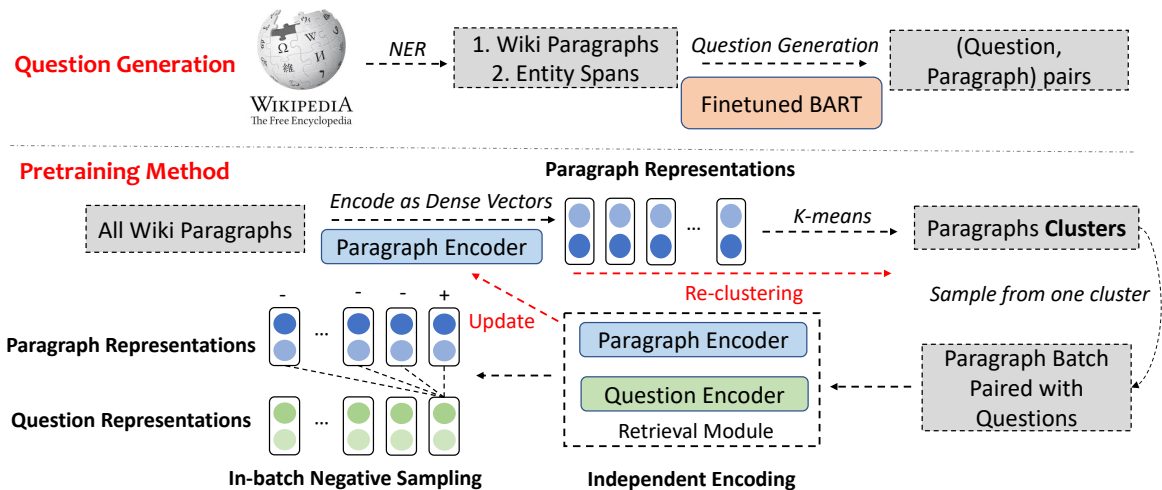 Question Generation
Ω
И
維
WIKIPEDIA
The Free Encyclopedia
NER
1. Wiki Paragraphs
2. Entity Spans
Question Generation
Finetuned BART
(Question,
Paragraph) pairs
Pretraining Method
Paragraph Representations
All Wiki Paragraphs
Encode as Dense Vectors
Paragraph Encoder
...
K-means
Paragraphs Clusters
Re-clustering
Sample from one cluster
- - - +
...
Update
Paragraph Representations
Paragraph Encoder
Question Encoder
Retrieval Module
Paragraph Batch
Paired with
Questions
Question Representations
...
In-batch Negative Sampling
Independent Encoding